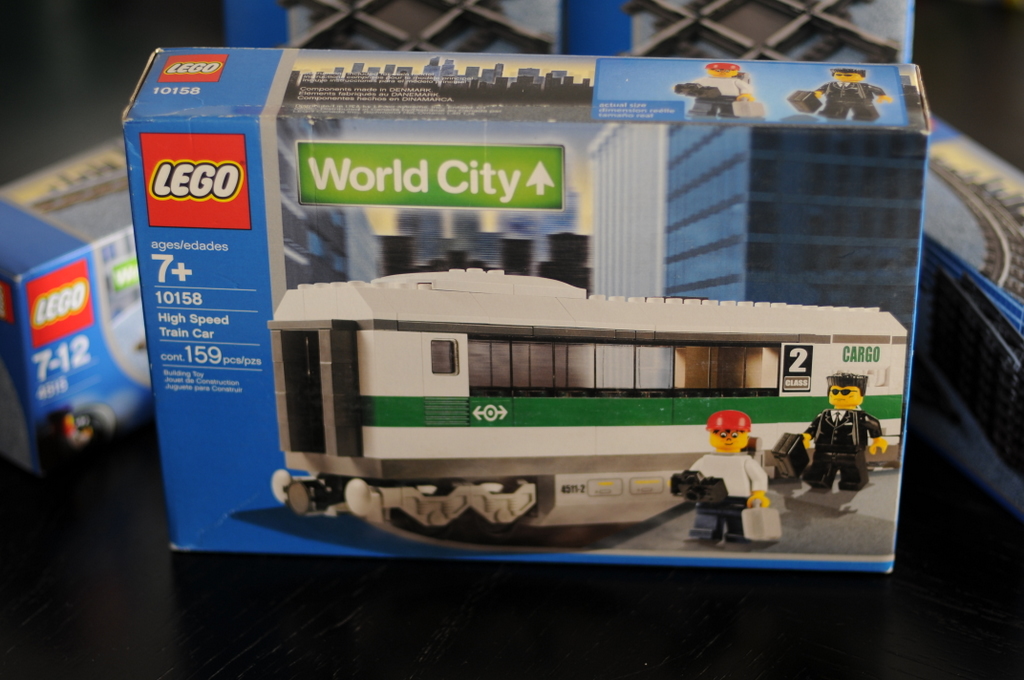 LEGO
10158
Components made in DENMARK.
Eléments fabriqués au DANEMARK.
Componentes hechos en DINAMARCA.
actual size
dimension réelle
tamaño real
LEGO
World City
ages/edades
7+
10158
High Speed
Train Car
cont. 159 pcs/pzs
Building Toy
Jouet de Construction
Juguete para Construir
2
CLASS
CARGO
4511-2
LEGO
7-12